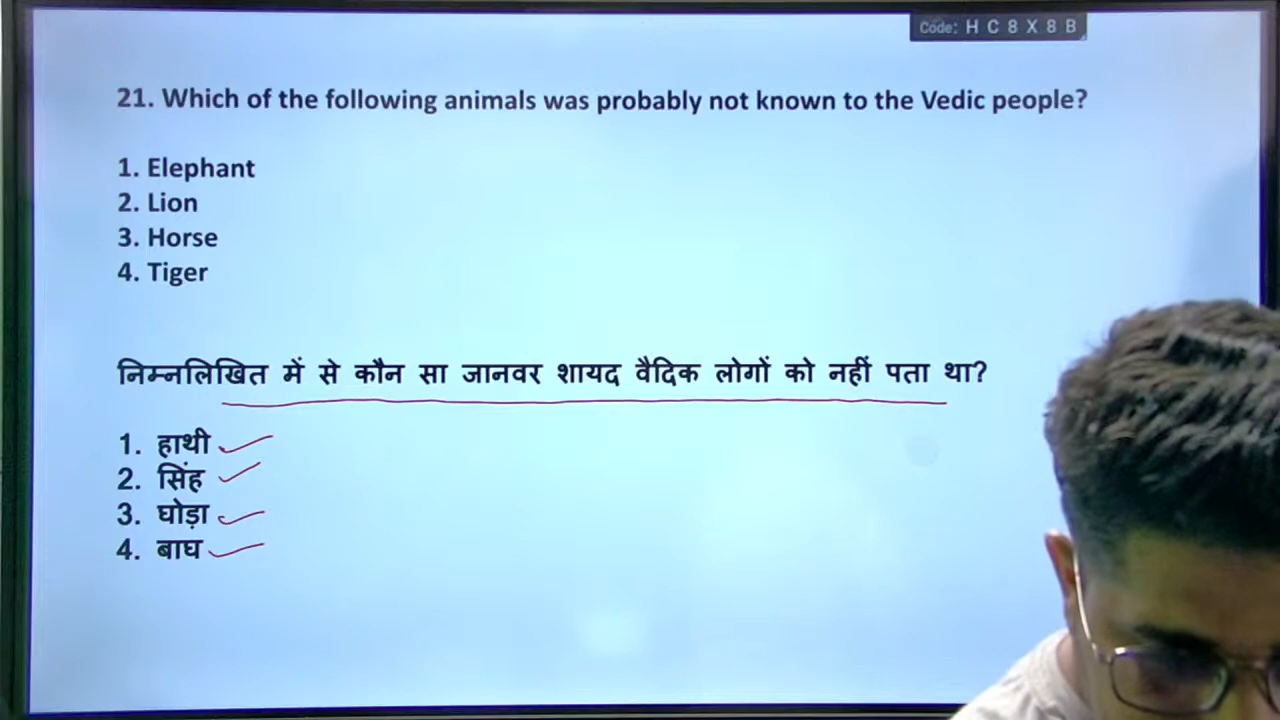 Code: H C 8 X 8 B
21. Which of the following animals was probably not known to the Vedic people?
1. Elephant
2. Lion
3. Horse
4. Tiger
निम्नलिखित में से कौन सा जानवर शायद वैदिक लोगों को नहीं पता था?
1. हाथी
2. सिंह
3. घोड़ा
4. बाघ